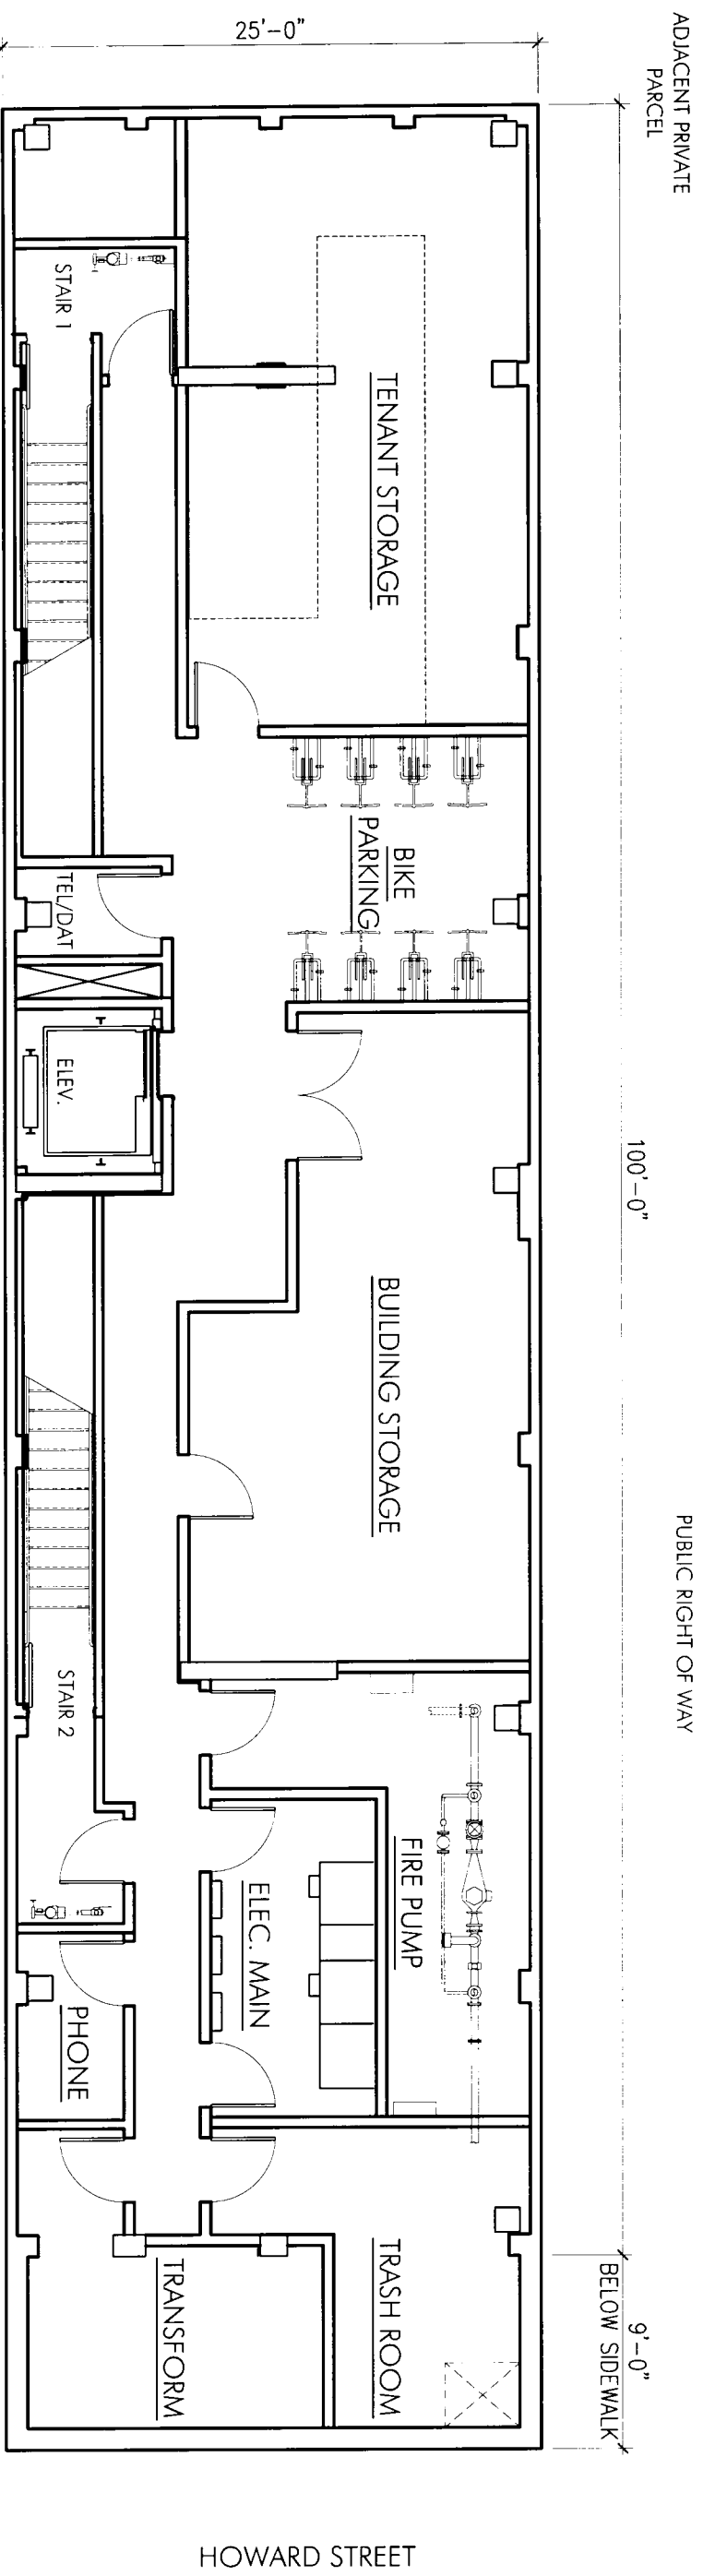 25'-0"
ADJACENT PRIVATE
PARCEL
STAIR 1
TENANT STORAGE
BIKE
PARKING
TEL/DAT
ELEV.
100'-0"
BUILDING STORAGE
PUBLIC RIGHT OF WAY
STAIR 2
FIRE PUMP
ELEC. MAIN
PHONE
TRASH ROOM
TRANSFORM
9'-0"
BELOW SIDEWALK
HOWARD STREET